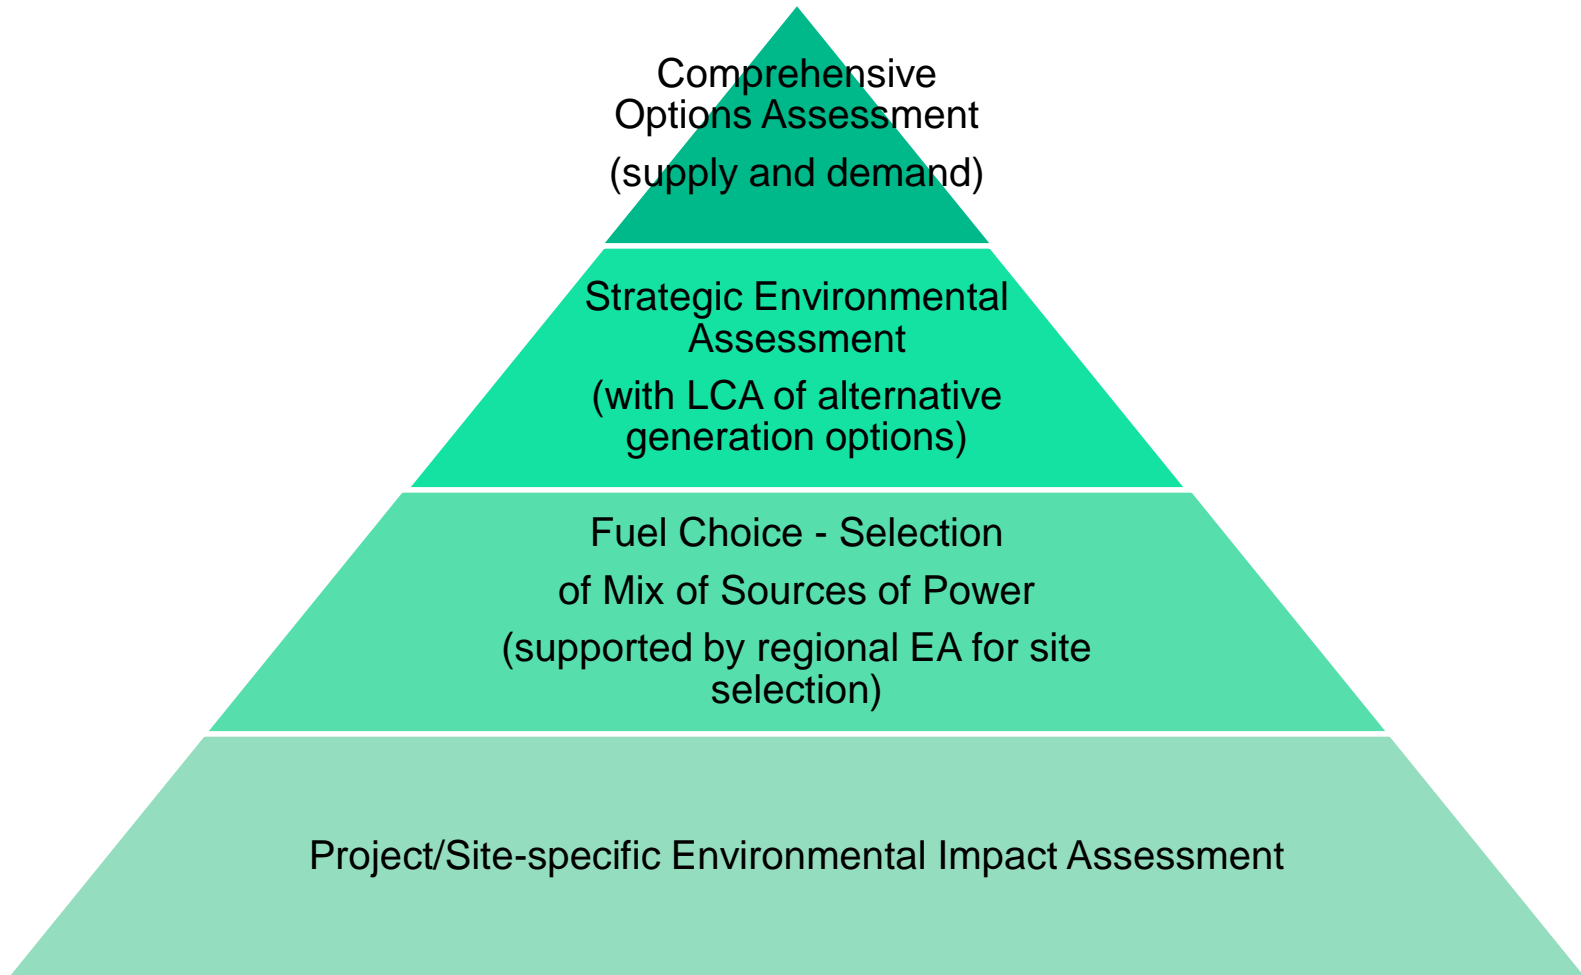 Comprehensive
Options Assessment
(supply and demand)
Strategic Environmental
Assessment
(with LCA of alternative
generation options)
Fuel Choice - Selection
of Mix of Sources of Power
(supported by regional EA for site
selection)
Project/Site-specific Environmental Impact Assessment